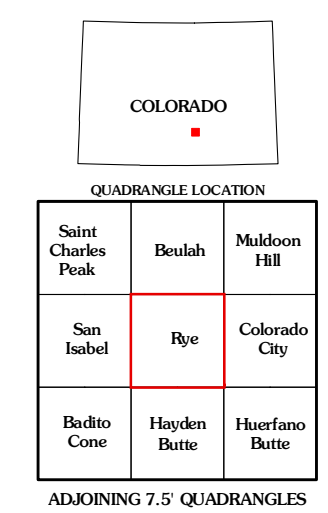 COLORADO
QUADRANGLE LOCATION
Saint
Charles
Peak
Beulah
Muldoon
Hill
San
Isabel
Rye
Colorado
City
Badito
Cone
Hayden
Butte
Huerfano
Butte
ADJOINING 7.5' QUADRANGLES